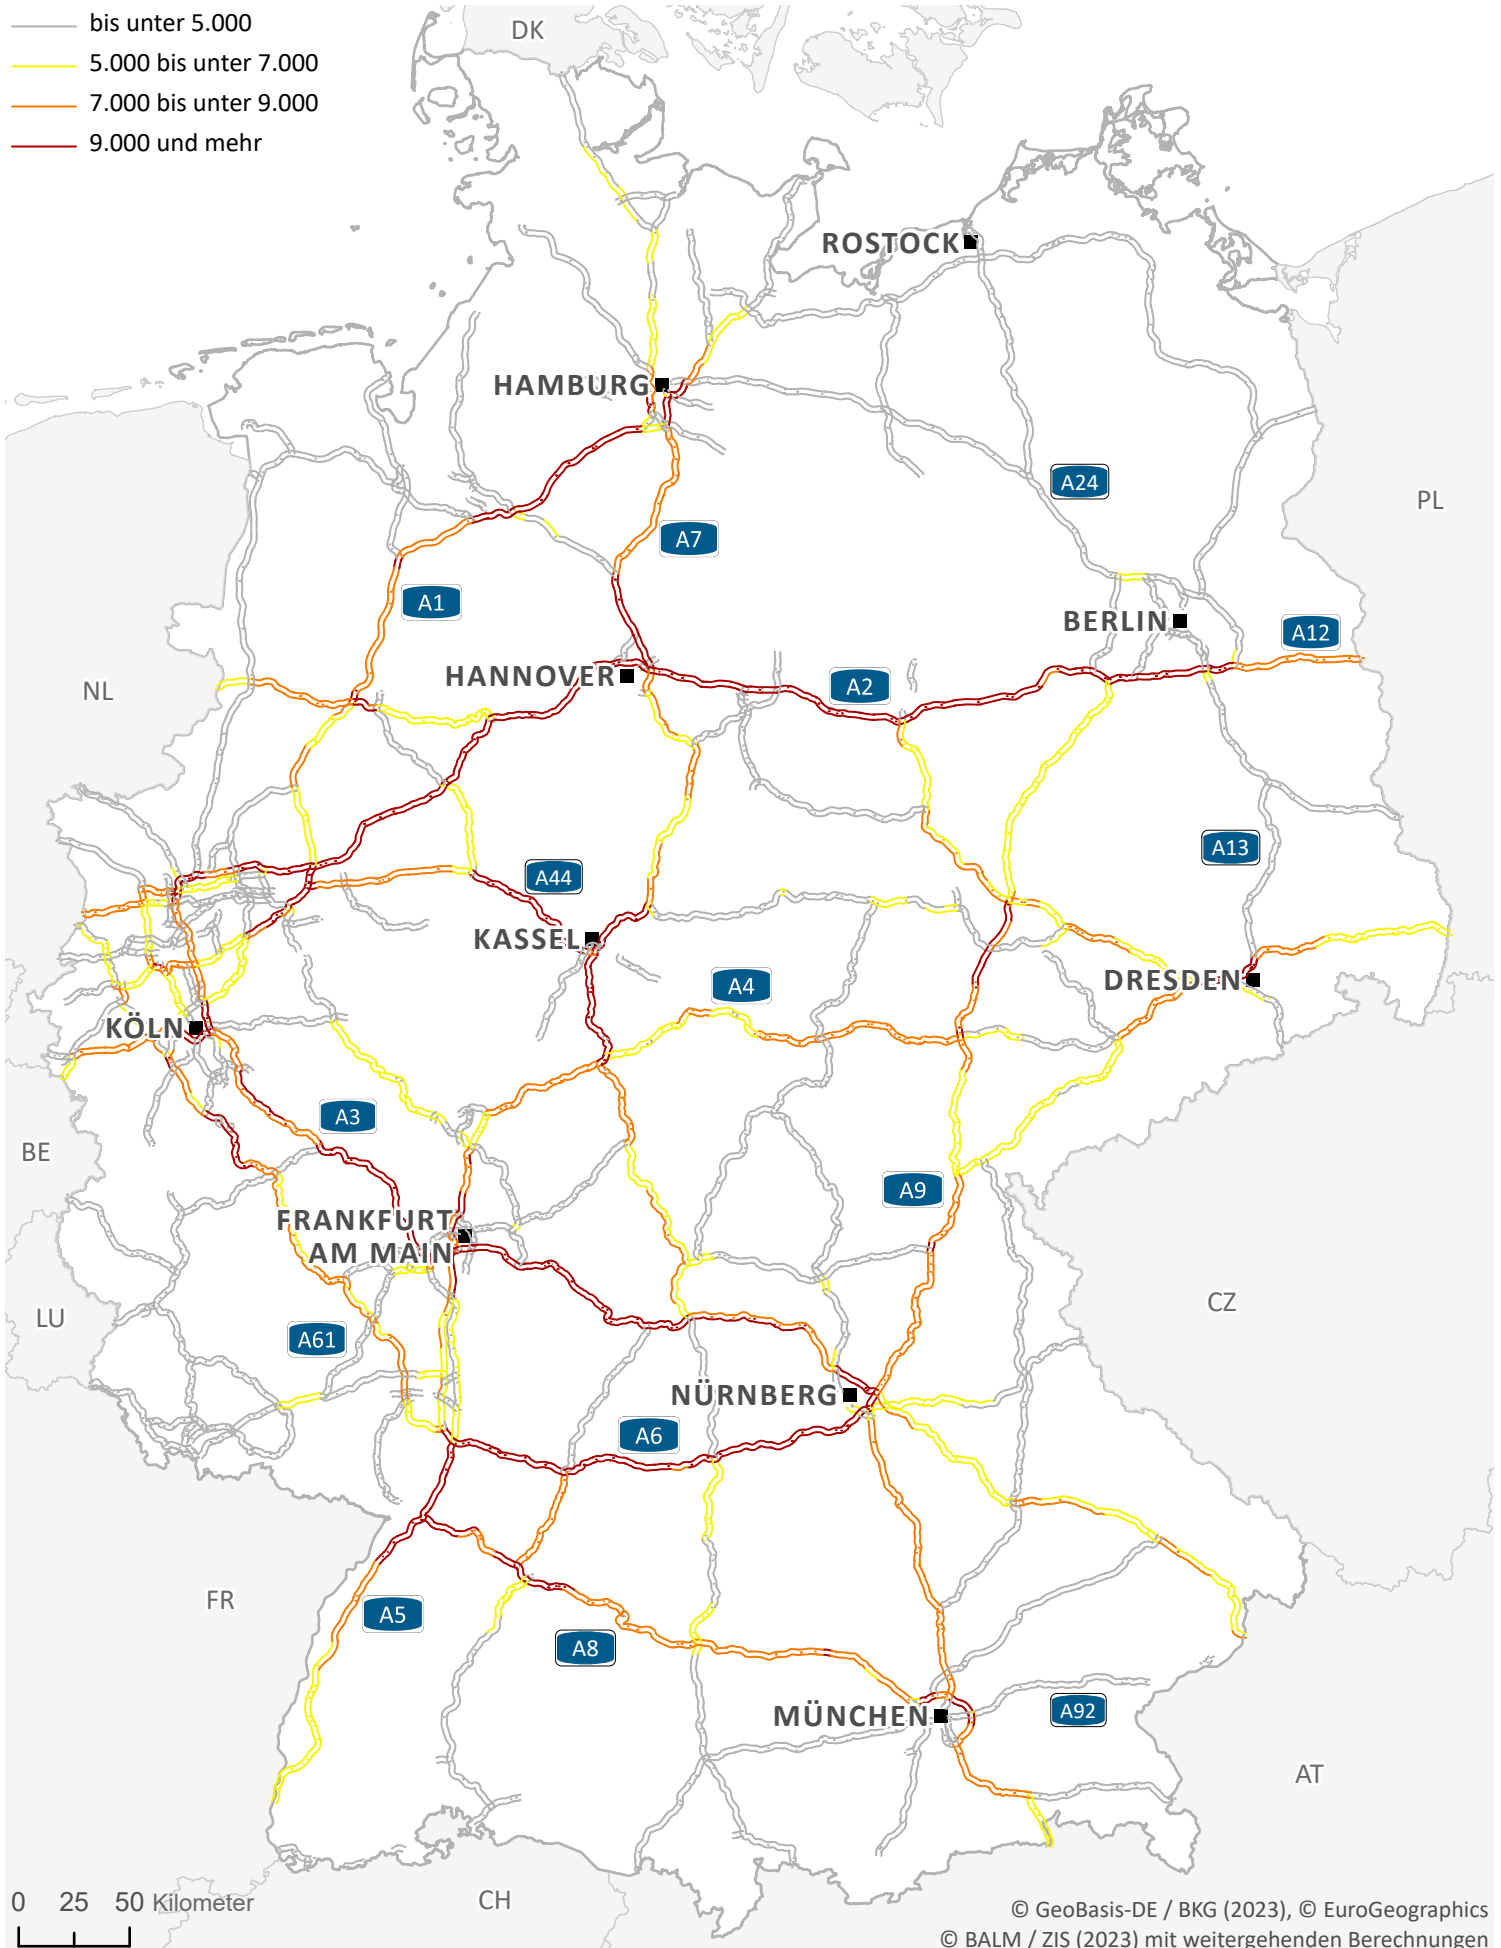 bis unter 5.000
5.000 bis unter 7.000
7.000 bis unter 9.000
9.000 und mehr
DK
ROSTOCK
HAMBURG
A24
PL
A7
A1
BERLIN
A12
HANNOVER
A2
NL
A13
A44
KASSEL
DRESDEN
A4
KÖLN
A3
BE
A9
FRANKFURT
AM MAIN
CZ
LU
A61
NÜRNBERG
A6
FR
A5
A8
MÜNCHEN
A92
AT
0 25 50 Kilometer
CH
© GeoBasis-DE / BKG (2023), © EuroGeographics
© BALM / ZIS (2023) mit weitergehenden Berechnungen